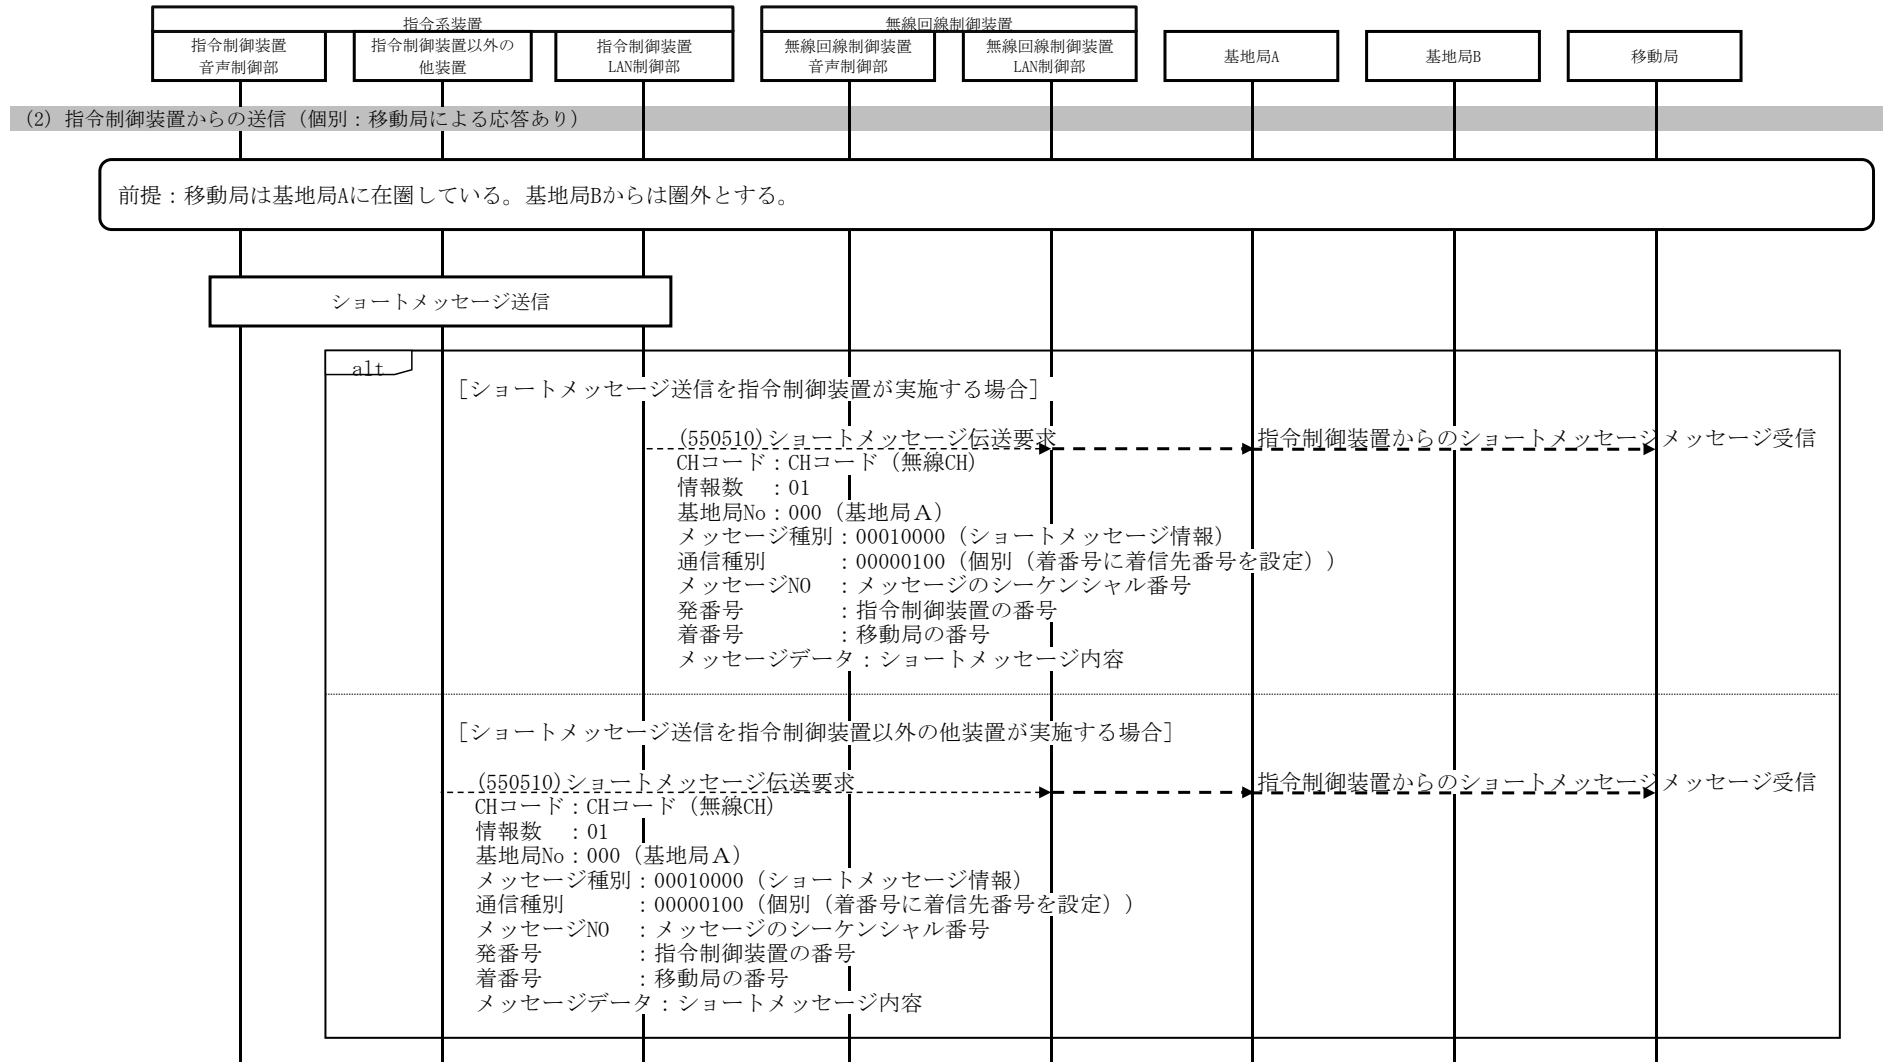 指令系装置
無線回線制御装置
指令制御装置
音声制御部
指令制御装置以外の
他装置
指令制御装置
LAN制御部
無線回線制御装置
音声制御部
無線回線制御装置
LAN制御部
基地局A
基地局B
移動局
(2) 指令制御装置からの送信（個別：移動局による応答あり）
前提：移動局は基地局Aに在圏している。基地局Bからは圏外とする。
ショートメッセージ送信
alt
［ショートメッセージ送信を指令制御装置が実施する場合］
(550510)ショートメッセージ伝送要求
指令制御装置からのショートメッセージ
メッセージ受信
CHコード：CHコード（無線CH）
情報数　：01
基地局No：000（基地局Ａ）
メッセージ種別：00010000（ショートメッセージ情報）
通信種別　　　：00000100（個別（着番号に着信先番号を設定））
メッセージNO　：メッセージのシーケンシャル番号
発番号　　　　：指令制御装置の番号
着番号　　　　：移動局の番号
メッセージデータ：ショートメッセージ内容
［ショートメッセージ送信を指令制御装置以外の他装置が実施する場合］
(550510)ショートメッセージ伝送要求
指令制御装置からのショートメッセージ
メッセージ受信
CHコード：CHコード（無線CH）
情報数　：01
基地局No：000（基地局Ａ）
メッセージ種別：00010000（ショートメッセージ情報）
通信種別　　　：00000100（個別（着番号に着信先番号を設定））
メッセージNO　：メッセージのシーケンシャル番号
発番号　　　　：指令制御装置の番号
着番号　　　　：移動局の番号
メッセージデータ：ショートメッセージ内容